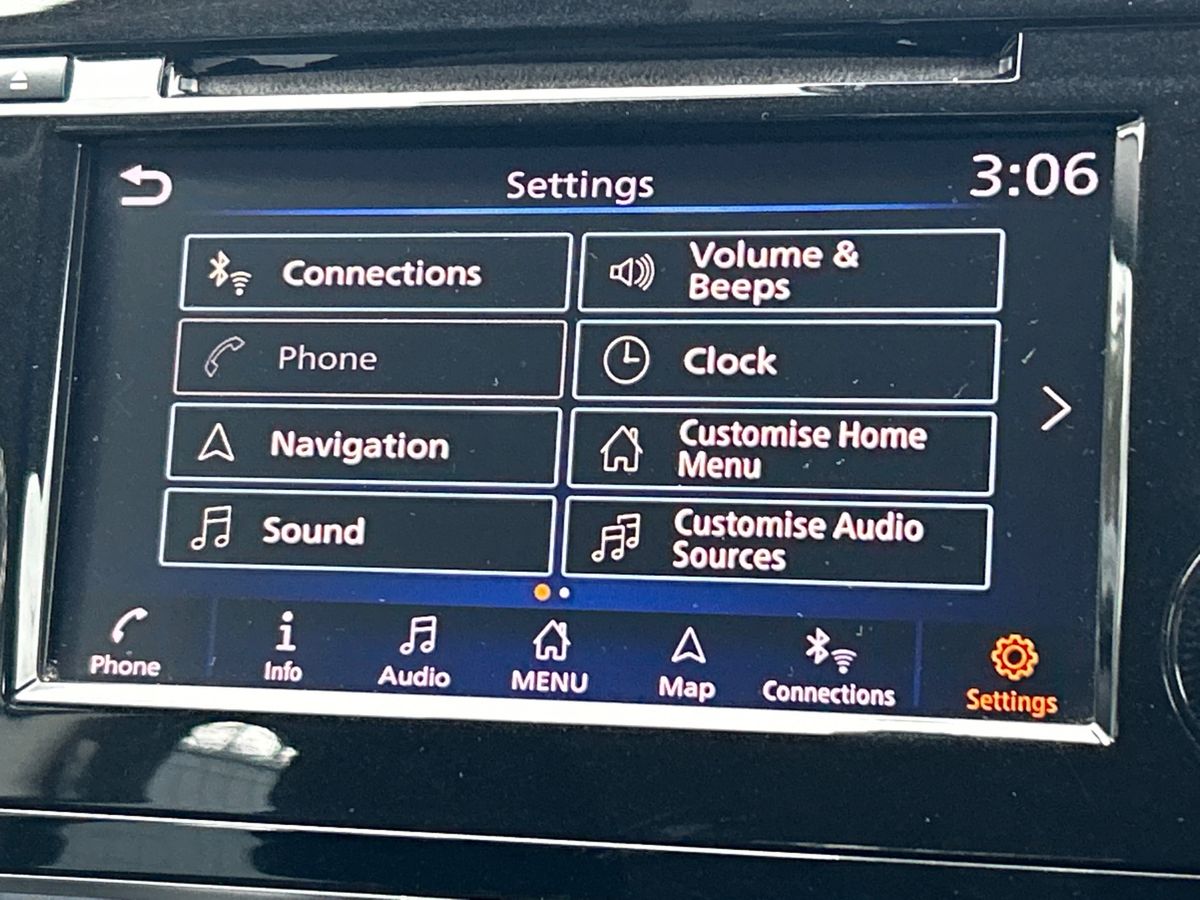 Settings
3:06
Connections
Volume &
Beeps
Phone
Clock
Navigation
Customise Home
Menu
Sound
Customise Audio
Sources
Phone
Info
Audio
MENU
Map
Connections
Settings